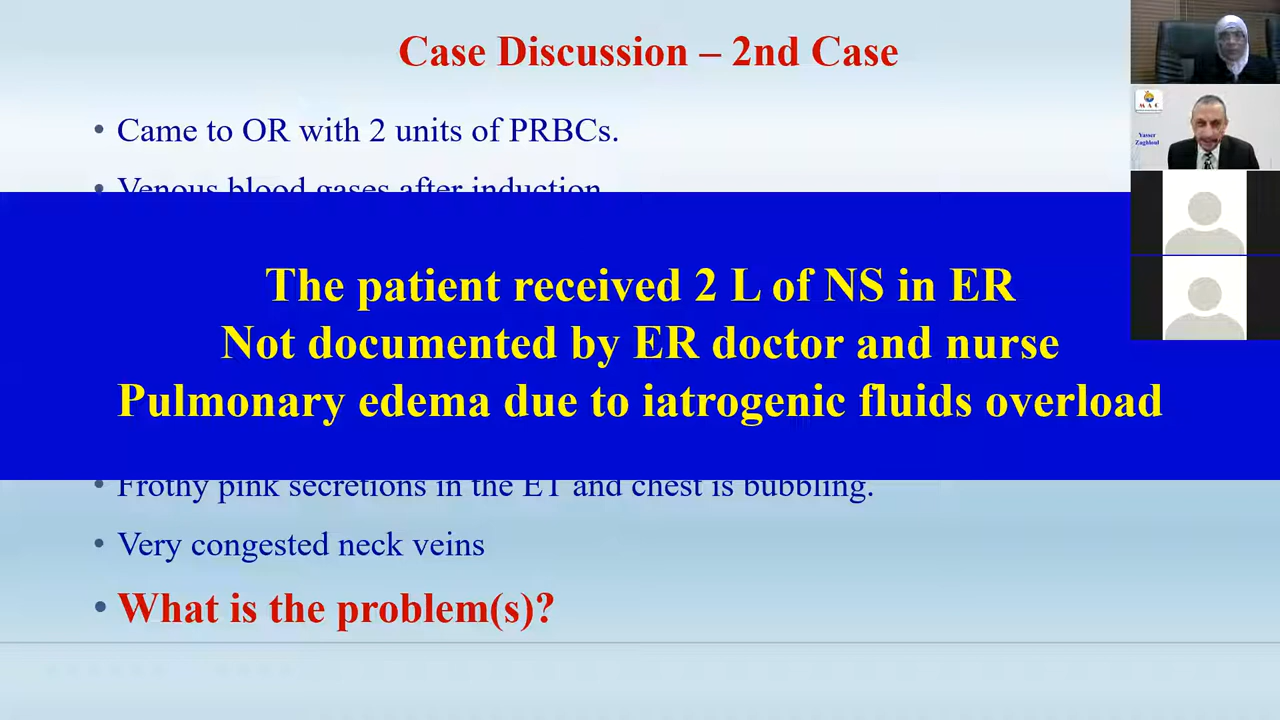 Case Discussion – 2nd Case
• Came to OR with 2 units of PRBCs.
• Venous blood gases after induction
The patient received 2 L of NS in ER
Not documented by ER doctor and nurse
Pulmonary edema due to iatrogenic fluids overload
• Frothy pink secretions in the ET and chest is bubbling.
• Very congested neck veins
• What is the problem(s)?
M A C
Yasser
Zaghloul